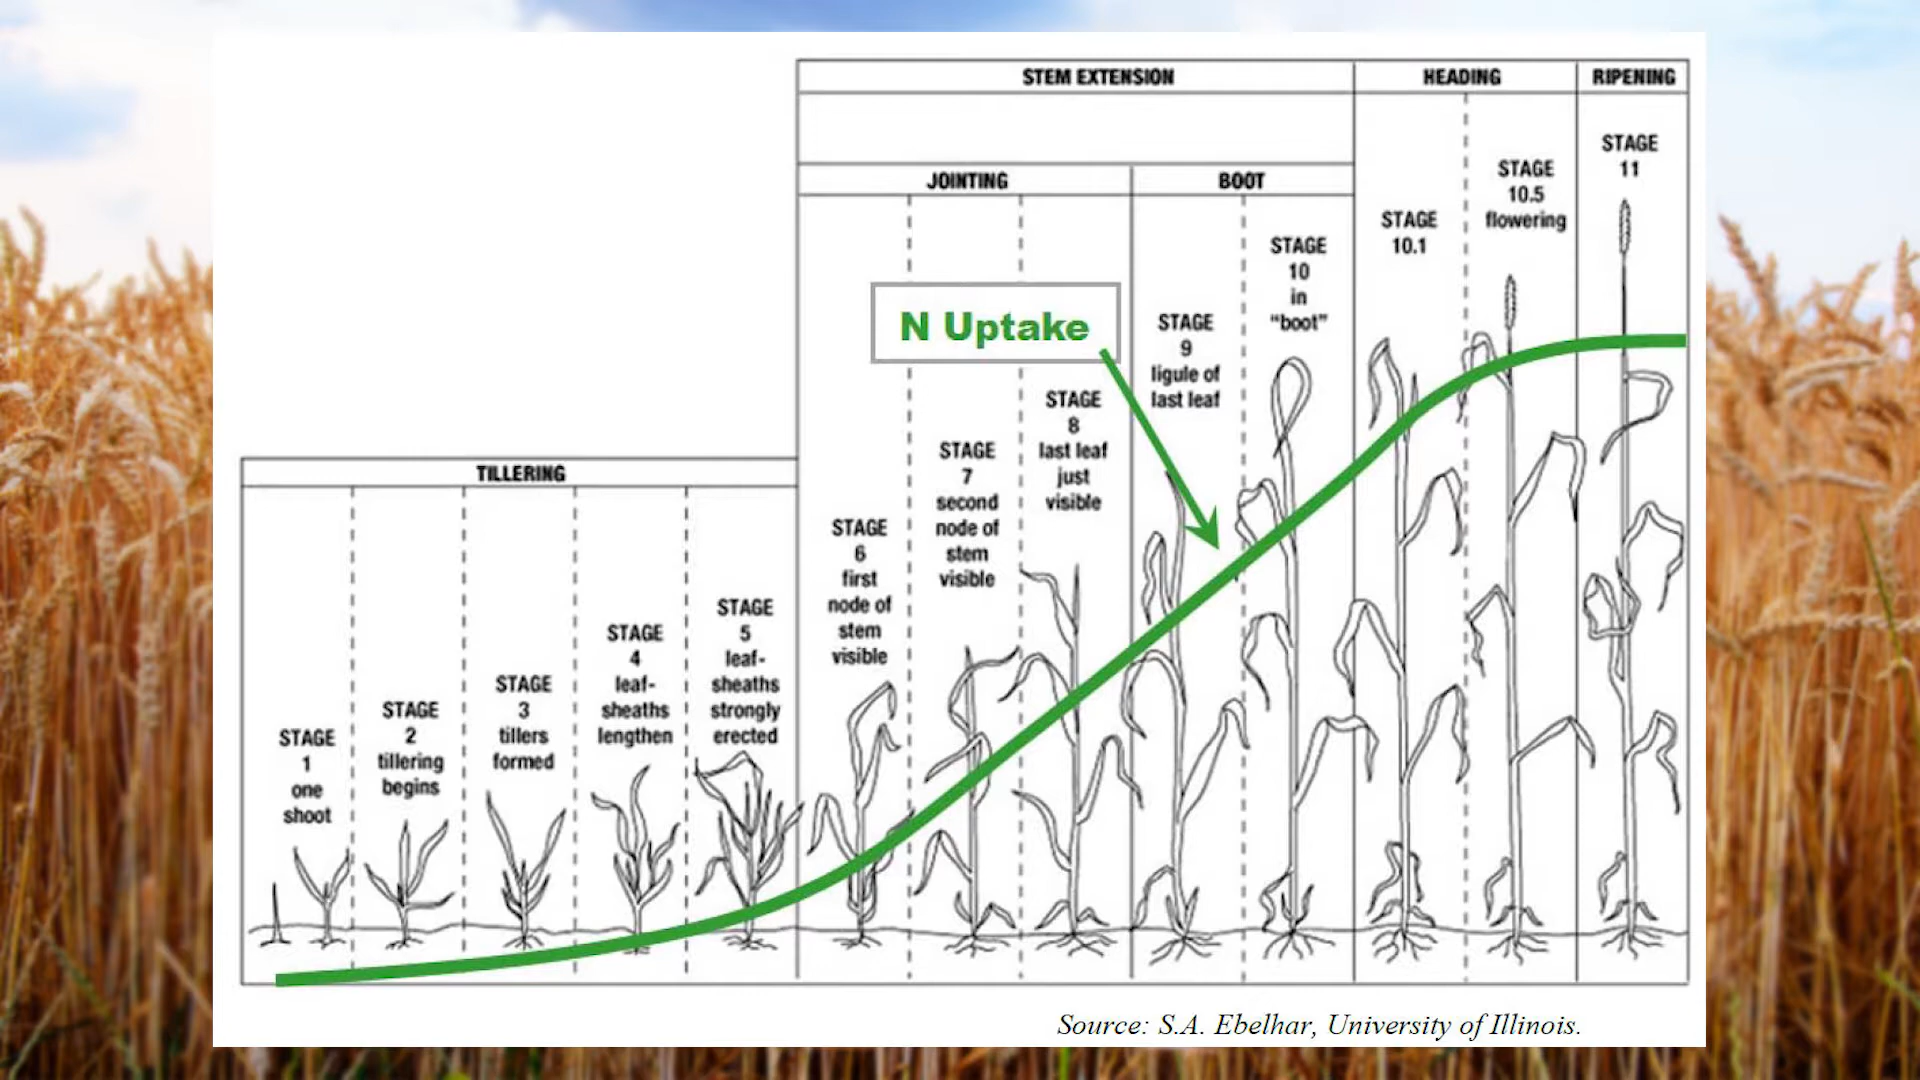 STEM EXTENSION
HEADING
RIPENING
JOINTING
BOOT
TILLERING
STAGE
1
one
shoot
STAGE
2
tillering
begins
STAGE
3
tillers
formed
STAGE
4
leaf-
sheaths
lengthen
STAGE
5
leaf-
sheaths
strongly
erected
STAGE
6
first
node of
stem
visible
STAGE
7
second
node of
stem
visible
STAGE
8
last leaf
just
visible
STAGE
9
ligule of
last leaf
STAGE
10
in
"boot"
STAGE
10.1
STAGE
10.5
flowering
STAGE
11
N Uptake
Source: S.A. Ebelhar, University of Illinois.